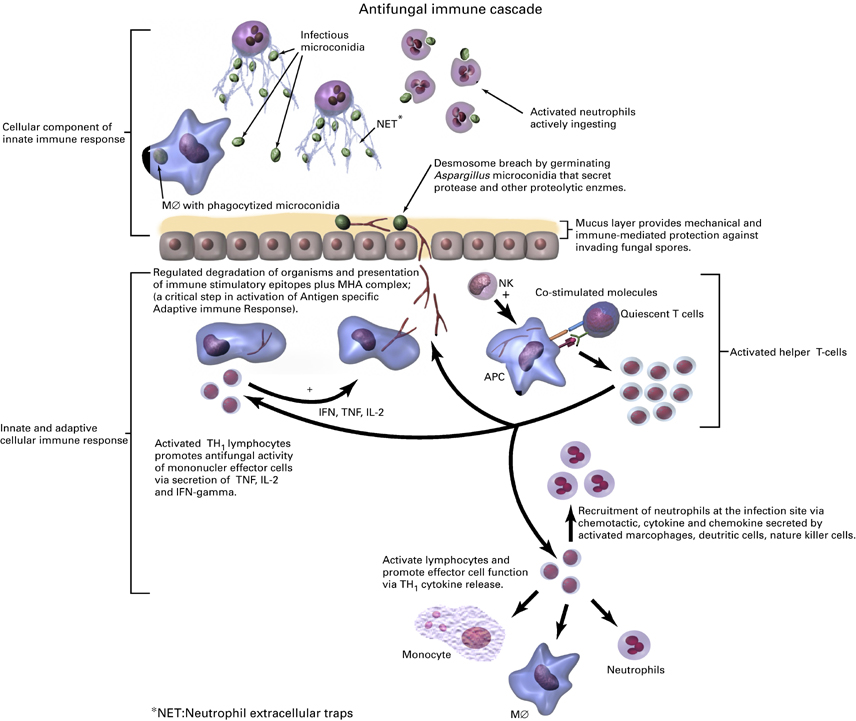 Antifungal immune cascade
Infectious
microconidia
Cellular component of
innate immune response
NET*
Activated neutrophils
actively ingesting
MØ with phagocytized microconidia
Desmosome breach by germinating
Aspargillus microconidia that secret
protease and other proteolytic enzmes.
Mucus layer provides mechanical and
immune-mediated protection against
invading fungal spores.
Regulated degradation of organisms and presentation
of immune stimulatory epitopes plus MHA complex;
(a critical step in activation of Antigen specific
Adaptive immune Response).
NK
+
Co-stimulated molecules
Quiescent T cells
APC
Activated helper T-cells
+
IFN, TNF, IL-2
Innate and adaptive
cellular immune response
Activated TH1 lymphocytes
promotes antifungal activity
of mononucler effector cells
via secretion of TNF, IL-2
and IFN-gamma.
Recruitment of neutrophils at the infection site via
chemotactic, cytokine and chemokine secreted by
activated marcophages, deutritic cells, nature killer cells.
Activate lymphocytes and
promote effector cell function
via TH1 cytokine release.
Monocyte
MØ
Neutrophils
*NET:Neutrophil extracellular traps